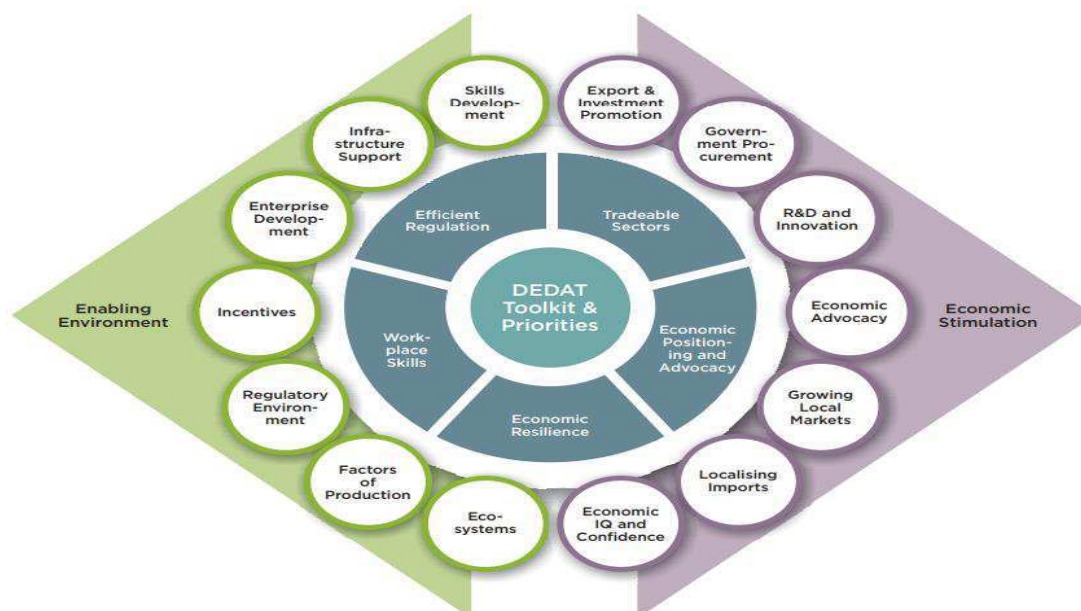 Skills
Develop-
ment
Export &
Investment
Promotion
Infra-
structure
Support
Govern-
ment Pro-
curement
Enterprise
Develop-
ment
Efficient
Regulation
Tradeable
Sectors
R&D and
Innovation
Enabling
Environment
Incentives
DEDAT
Toolkit &
Priorities
Economic
Advocacy
Economic
Stimulation
Work-
place
Skills
Economic
Position-
ing and
Advocacy
Regulatory
Environ-
ment
Economic
Resilience
Growing
Local
Markets
Factors
of
Production
Localising
Imports
Eco-
systems
Economic
IQ and
Confidence